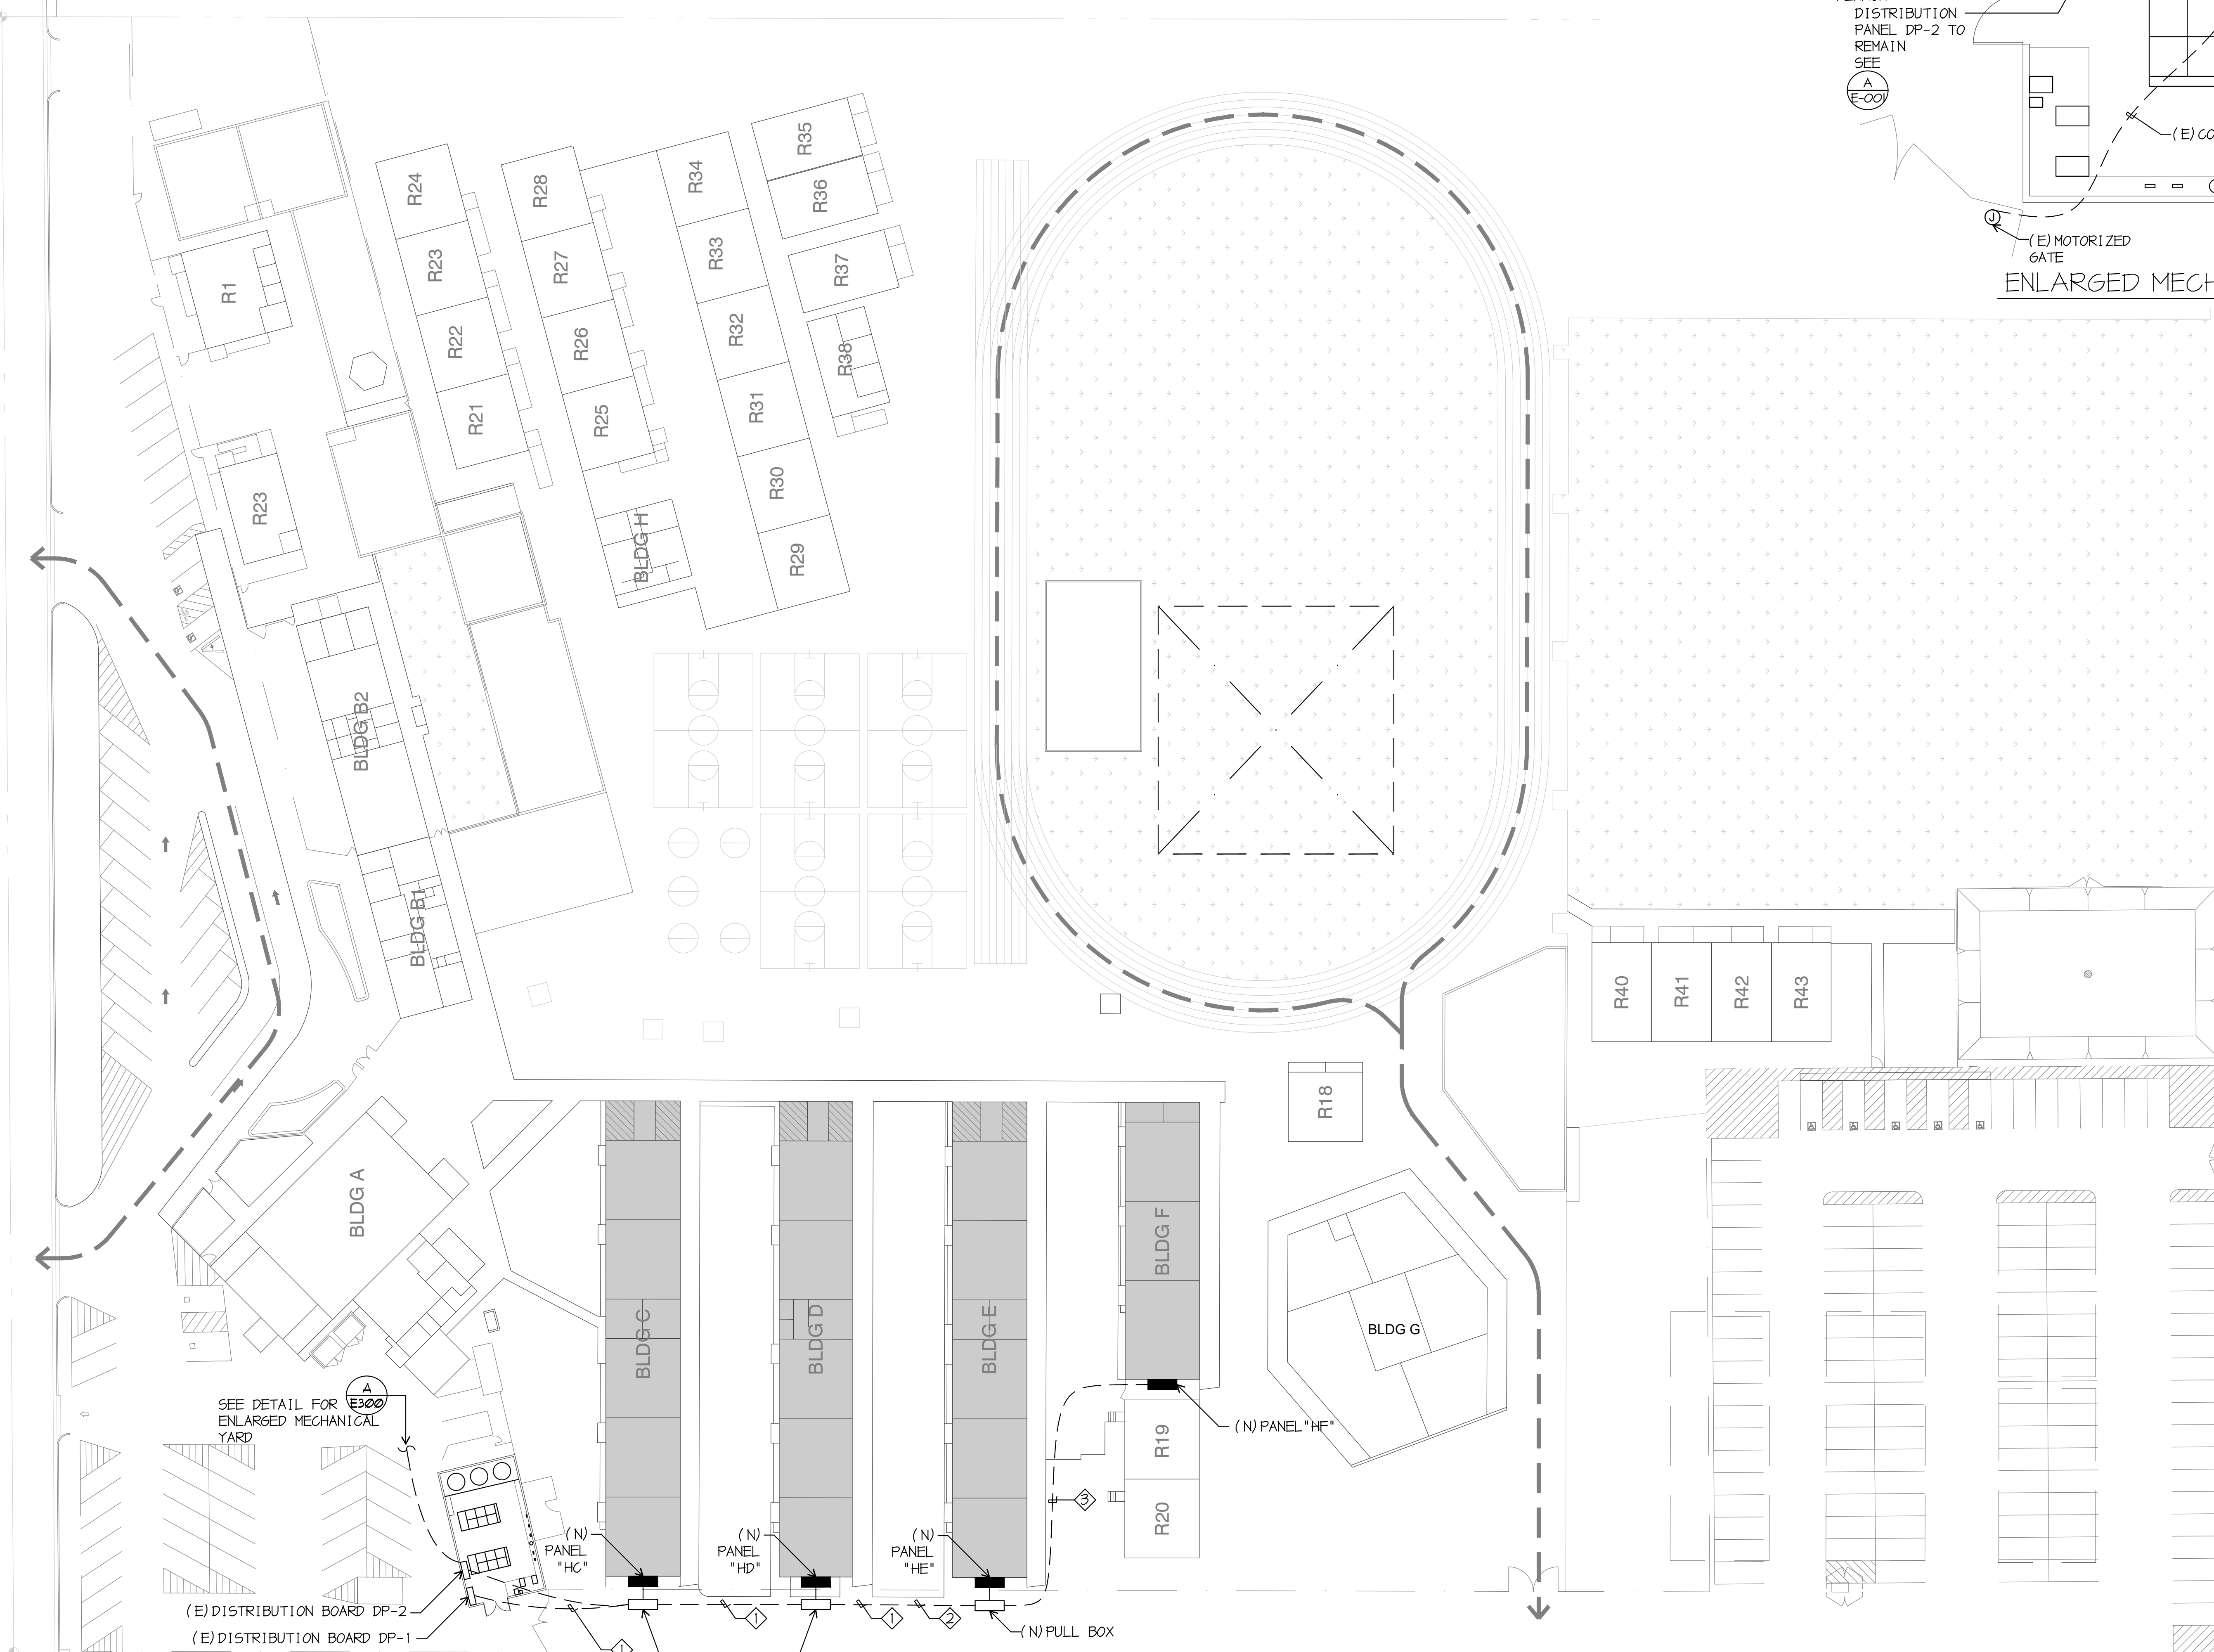 DISTRIBUTION
PANEL DP-2 TO
REMAIN
SEE
A
E-001
(E)
J
(E) MOTORIZED
GATE
ENLARGED
R35
R36
R37
R38
R34
R33
R32
R31
R30
R29
R28
R27
R26
R25
BLDG H
R24
R23
R22
R21
R1
R23
BLDG B2
BLDG B1
BLDG A
R40
R41
R42
R43
R18
BLDG C
BLDG D
BLDG E
BLDG F
BLDG G
R19
R20
SEE DETAIL FOR
ENLARGED MECHANICAL
YARD
A
E300
(N) PANEL "HF"
3
(N)
PANEL
"HC"
(N)
PANEL
"HD"
(N)
PANEL
"HE"
(E) DISTRIBUTION BOARD DP-2
(E) DISTRIBUTION BOARD DP-1
1
1
1
2
(N) PULL BOX